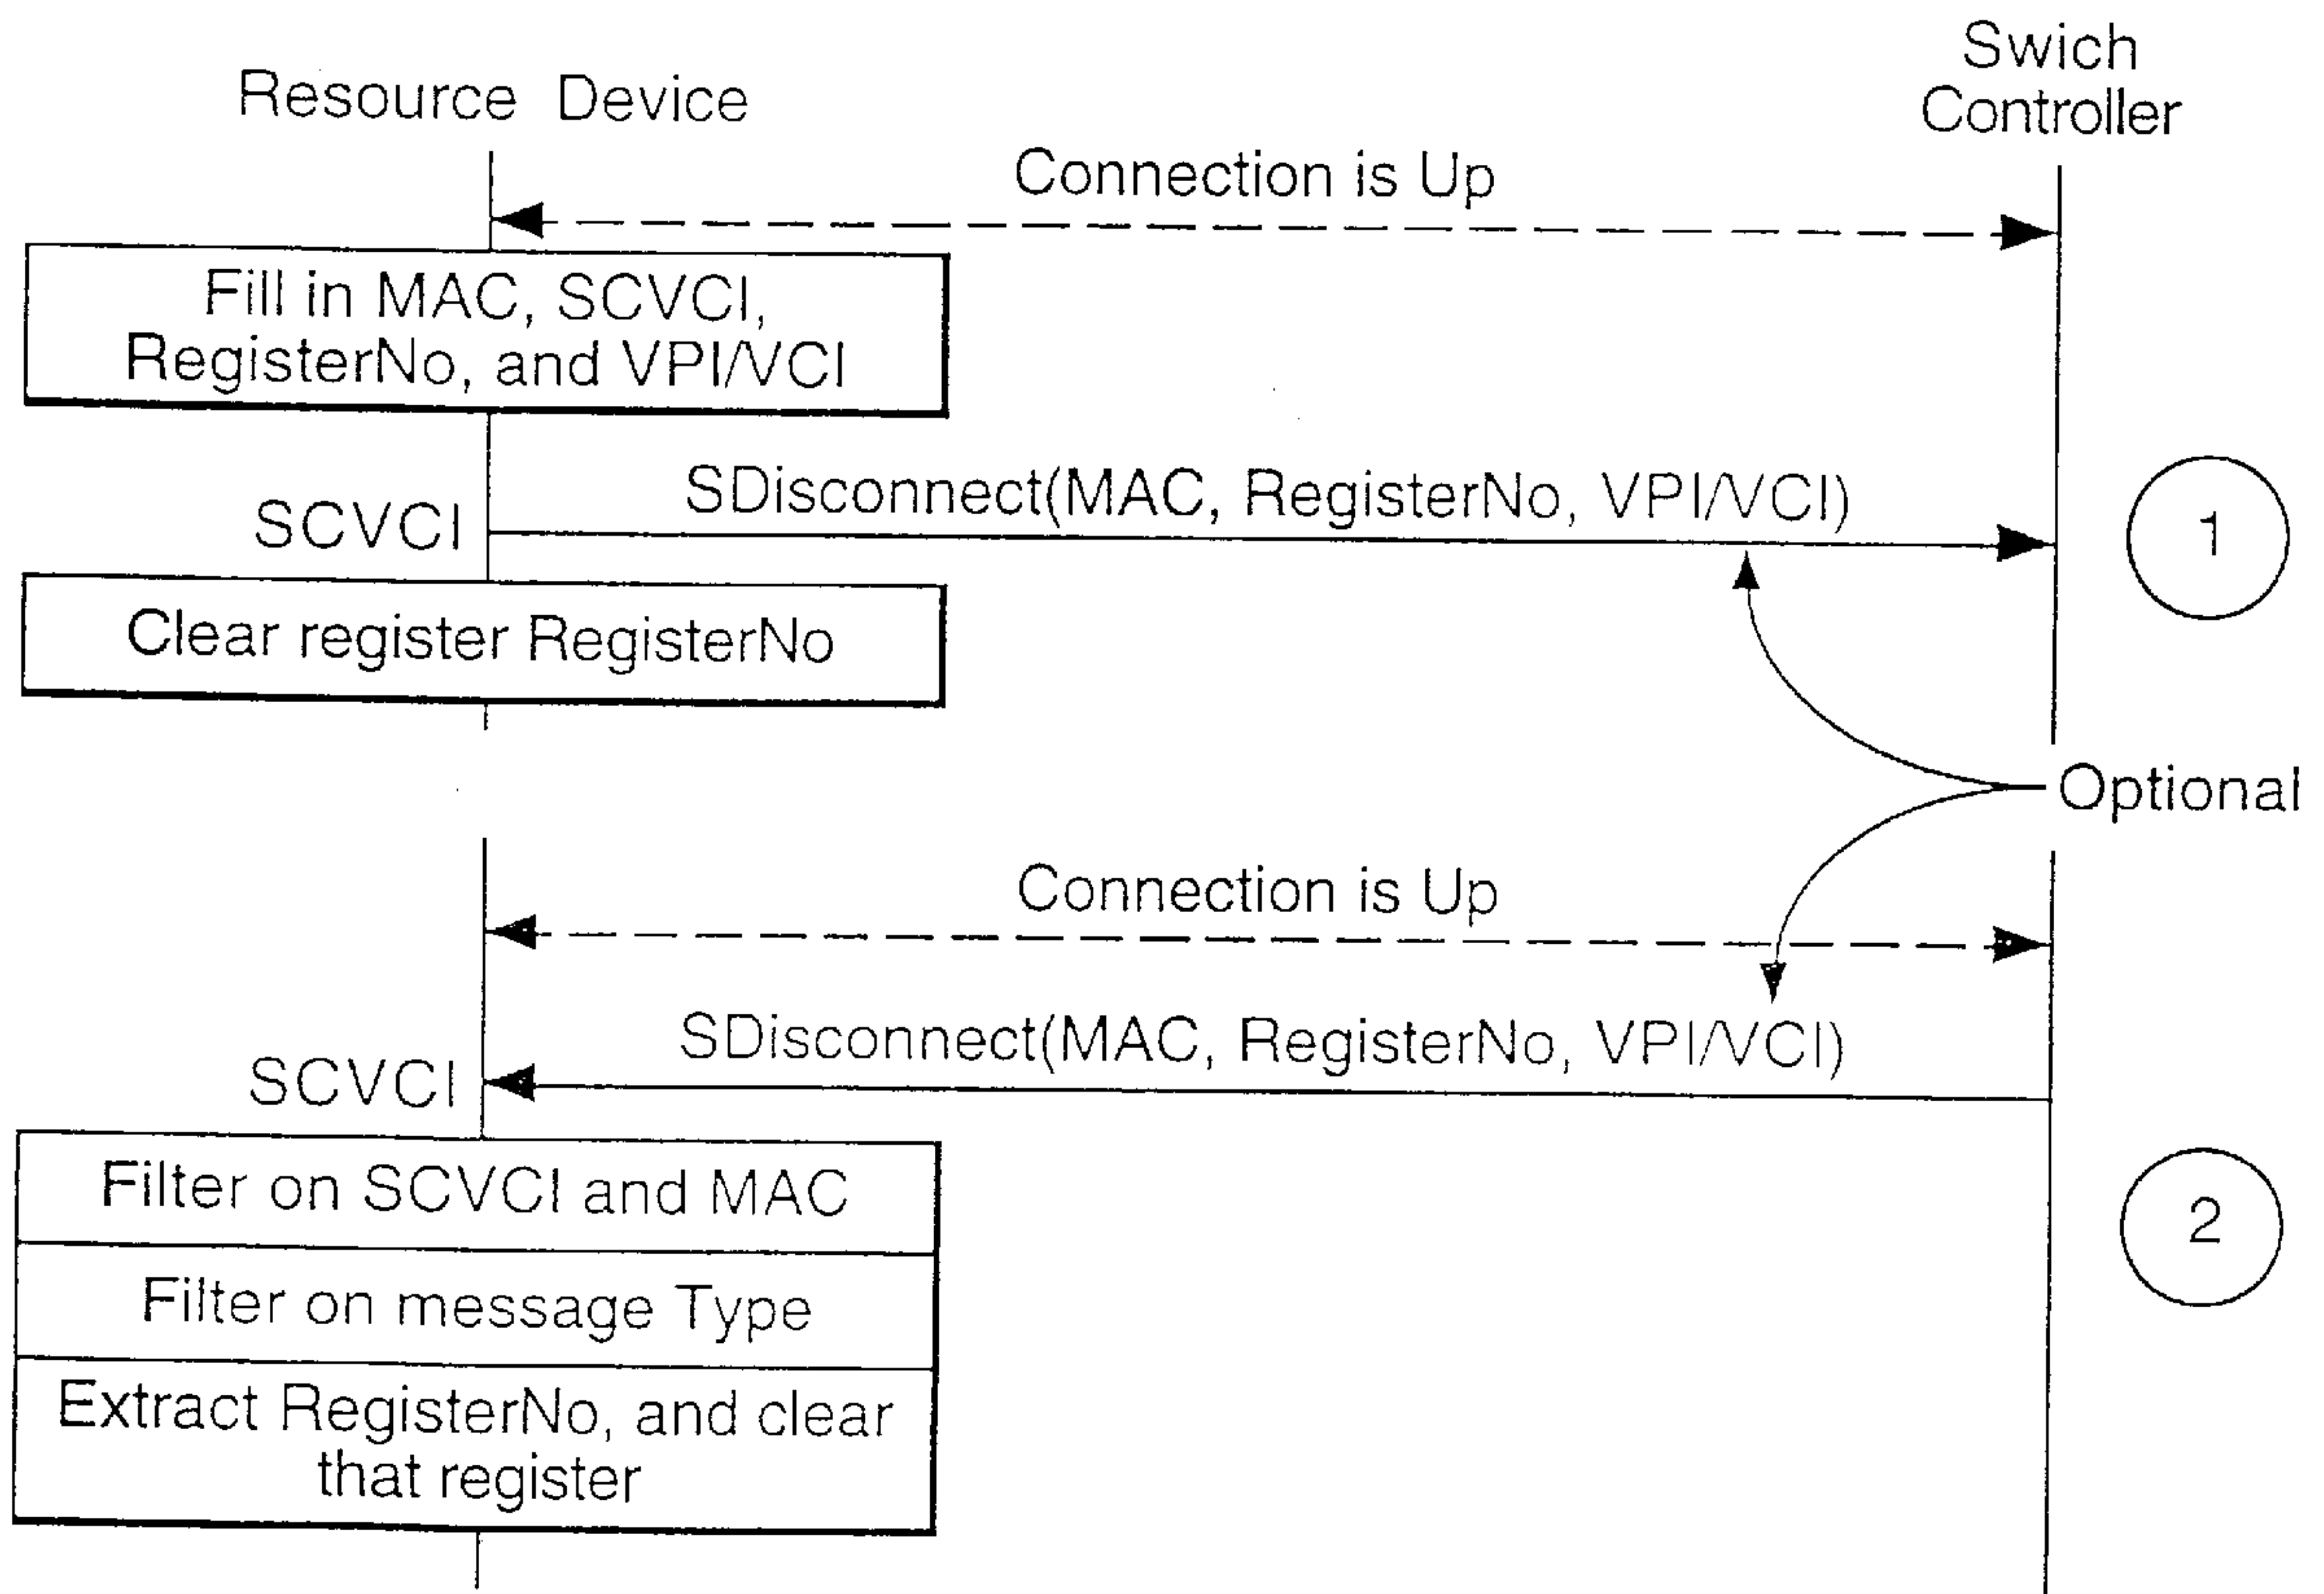 Swich
Controller
Resource Device
Connection is Up
Fill in MAC, SCVCI,
RegisterNo, and VPI/VCI
SDisconnect(MAC, RegisterNo, VPI/VCI)
SCVCI
1
Clear register RegisterNo
Optional
Connection is Up
SDisconnect(MAC, RegisterNo, VPI/VCI)
SCVCI
Filter on SCVCI and MAC
2
Filter on message Type
Extract RegisterNo, and clear
that register